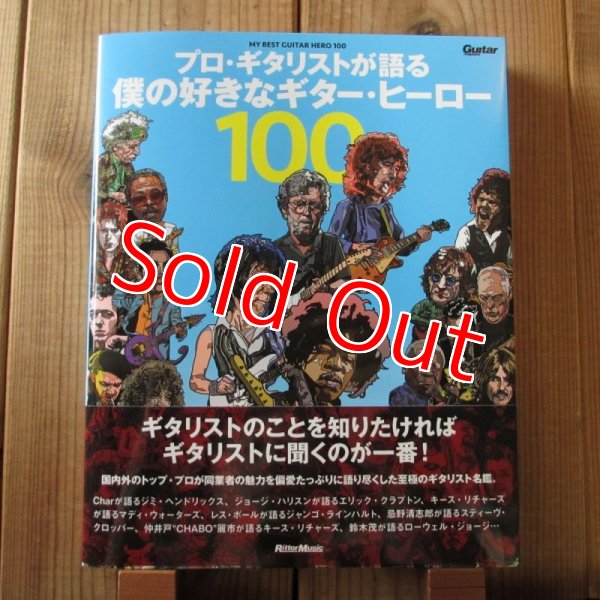 MY BEST GUITAR HERO 100
Guitar
プロ・ギタリストが語る
僕の好きなギター・ヒーロー
100
Sold Out
ギタリストのことを知りたければ
ギタリストに聞くのが一番!
国内外のトップ・プロが同業者の魅力を偏愛たっぷりに語り尽くした至極のギタリスト名鑑。
Charが語るジミ・ヘンドリックス、ジョージ・ハリスンが語るエリック・クラプトン、キース・リチャーズ
が語るマディ・ウォーターズ、レス・ポールが語るジャンゴ・ラインハルト、忌野清志郎が語るスティーヴ・
クロッパー、仲井戸"CHABO"麗市が語るキース・リチャーズ、鈴木茂が語るローウェル・ジョージ…
RittorMusic